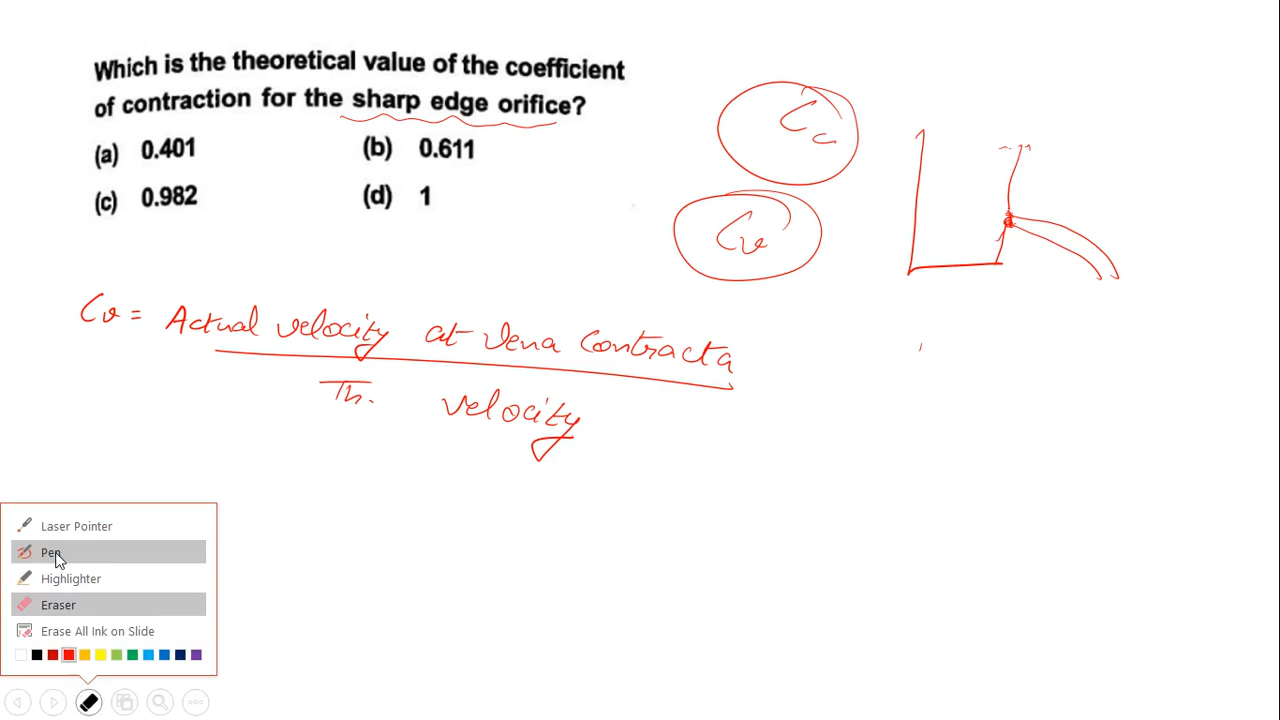 Which is the theoretical value of the coefficient
of contraction for the sharp edge orifice?
(a) 0.401 (b) 0.611
(c) 0.982 (d) 1
Cc
Cv
Cv = Actual velocity at Vena Contracta
Th. velocity
Laser Pointer
Pen
Highlighter
Eraser
Erase All Ink on Slide